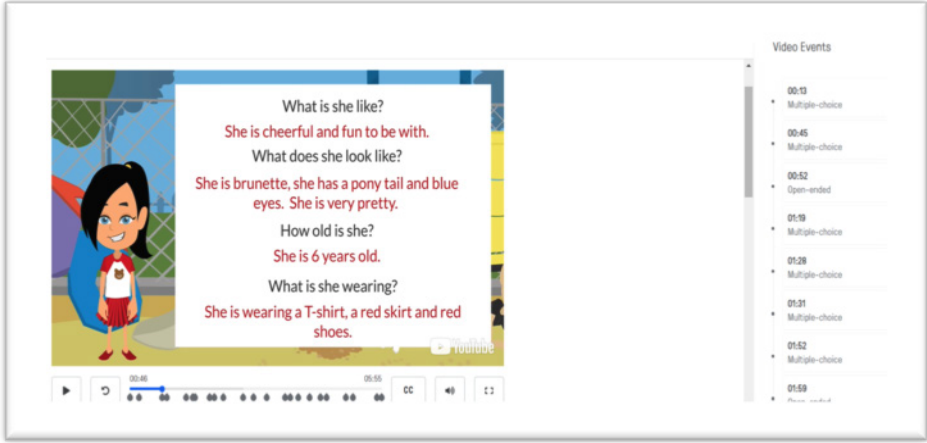 Video Events
What is she like?
She is cheerful and fun to be with.
What does she look like?
She is brunette, she has a pony tail and blue
eyes. She is very pretty.
How old is she?
She is 6 years old.
What is she wearing?
She is wearing a T-shirt, a red skirt and red
shoes.
YouTube
00:46
05:55
CC
00:13
Multiple-choice
00:45
Multiple-choice
00:52
Open-ended
01:19
Multiple-choice
01:28
Multiple-choice
01:31
Multiple-choice
01:52
Multiple-choice
01:59
Open-ended